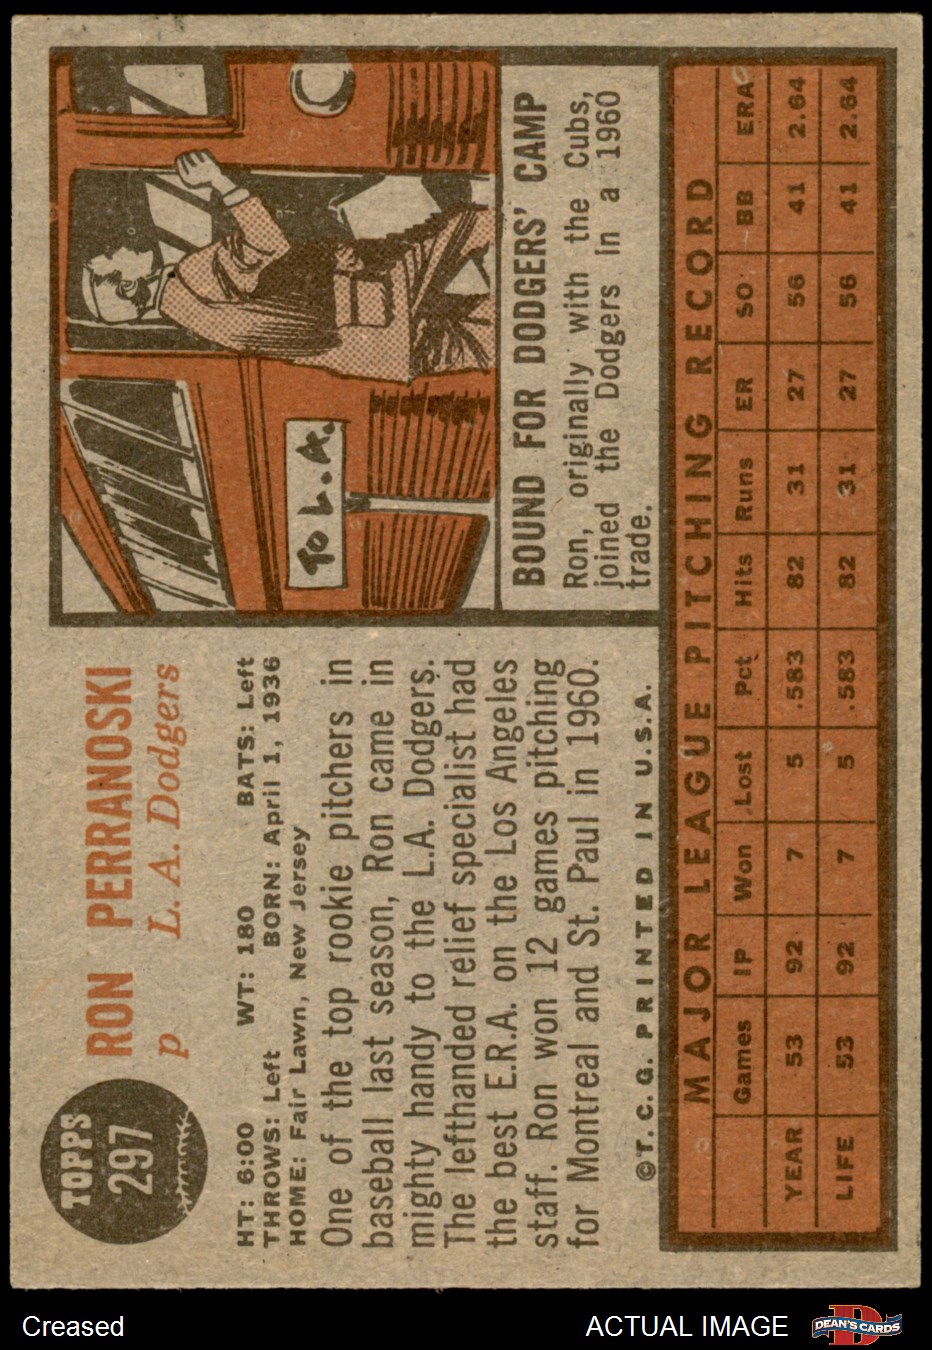 TOPPS
297
RON PERRANOSKI
p L. A. Dodgers
HT: 6:00 WT: 180 BATS: Left
THROWS: Left BORN: April 1, 1936
HOME: Fair Lawn, New Jersey
One of the top rookie pitchers in
baseball last season, Ron came in
mighty handy to the L.A. Dodgers.
The lefthanded relief specialist had
the best E.R.A. on the Los Angeles
staff. Ron won 12 games pitching
for Montreal and St. Paul in 1960.
©T. C. G. PRINTED IN U.S.A.
TO L.A.
BOUND FOR DODGERS' CAMP
Ron, originally with the Cubs,
joined the Dodgers in a 1960
trade.
MAJOR LEAGUE PITCHING RECORD
Games IP Won Lost Pct Hits Runs ER SO BB ERA
YEAR 53 92 7 5 .583 82 31 27 56 41 2.64
LIFE 53 92 7 5 .583 82 31 27 56 41 2.64
Creased
ACTUAL IMAGE
DEAN'S CARDS